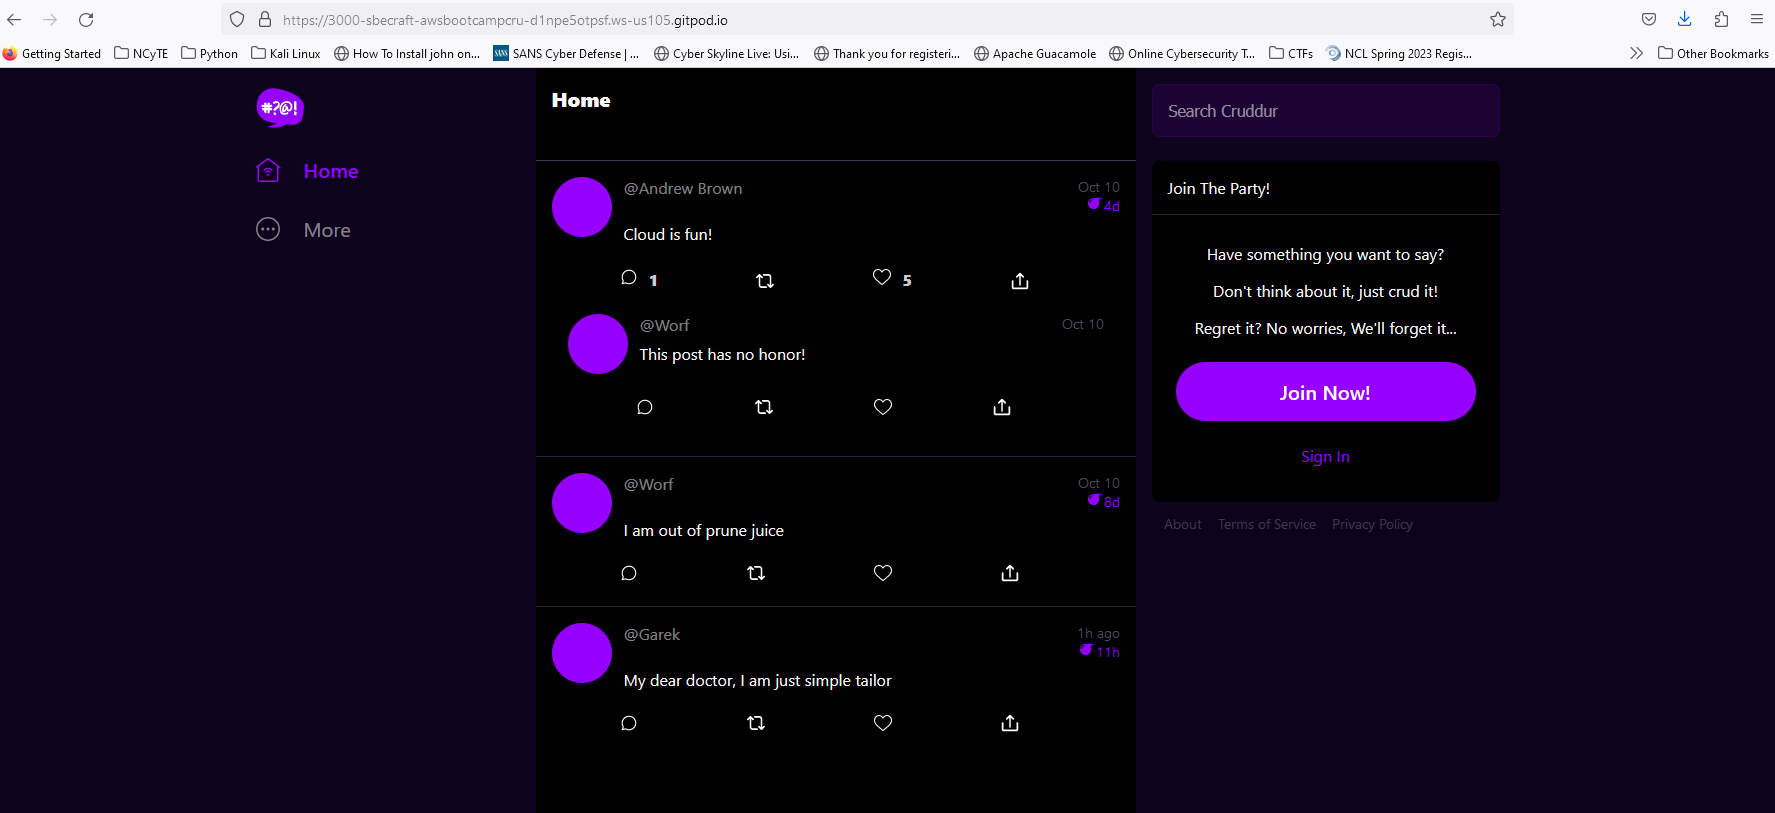 https://3000-sbecraft-awsbootcampcru-d1npe5otpsf.ws-us105.gitpod.io
Getting Started NCyTE Python Kali Linux How To Install john on... SANS SANS Cyber Defense | ... Cyber Skyline Live: Usi... Thank you for registeri... Apache Guacamole Online Cybersecurity T... CTFs NCL Spring 2023 Regis... Other Bookmarks
#?@!
Home
More
Home
@Andrew Brown Oct 10
4d
Cloud is fun!
1 5
@Worf Oct 10
This post has no honor!
@Worf Oct 10
8d
I am out of prune juice
@Garek 1h ago
11h
My dear doctor, I am just simple tailor
Search Cruddur
Join The Party!
Have something you want to say?
Don't think about it, just crud it!
Regret it? No worries, We'll forget it...
Join Now!
Sign In
About Terms of Service Privacy Policy